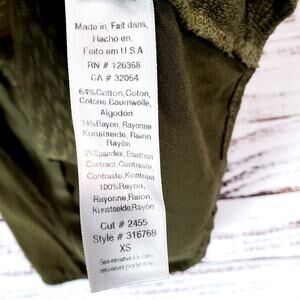 Made in, Fait dans,
Hecho en,
Feito em U S A
RN # 126368
CA # 32054
64%Cotton,Coton,
Cotone,Baumwolle,
Algodon
34%Rayon, Rayonne
Kunstseide, Raion
Rayón
2%Spandex, Elasthan
Contract,Contraste
Contrasto,Kontrast
100%Rayon,
Rayonne,Raion,
Kunstseide,Rayón
Cut # 2455
Style # 316769
XS
See reverse for care